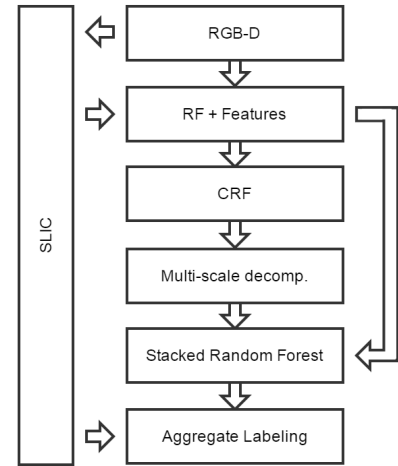 RGB-D
RF + Features
CRF
SLIC
Multi-scale decomp.
Stacked Random Forest
Aggregate Labeling